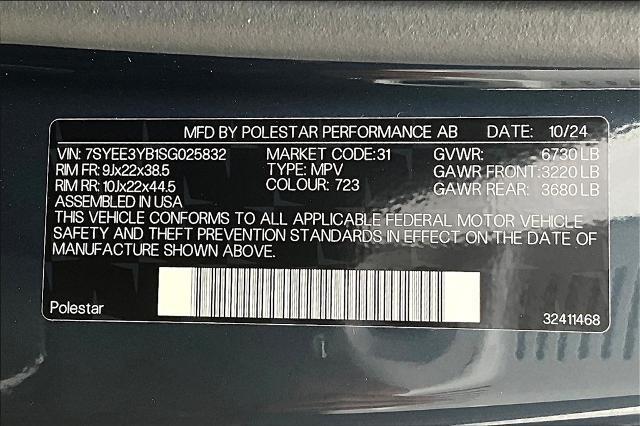 MFD BY POLESTAR PERFORMANCE AB DATE: 10/24
VIN: 7SYEE3YB1SG025832 MARKET CODE:31 GVWR: 6730 LB
RIM FR: 9Jx22x38.5 TYPE: MPV GAWR FRONT: 3220 LB
RIM RR: 10Jx22x44.5 COLOUR: 723 GAWR REAR: 3680 LB
ASSEMBLED IN USA
THIS VEHICLE CONFORMS TO ALL APPLICABLE FEDERAL MOTOR VEHICLE
SAFETY AND THEFT PREVENTION STANDARDS IN EFFECT ON THE DATE OF
MANUFACTURE SHOWN ABOVE.
Polestar 32411468